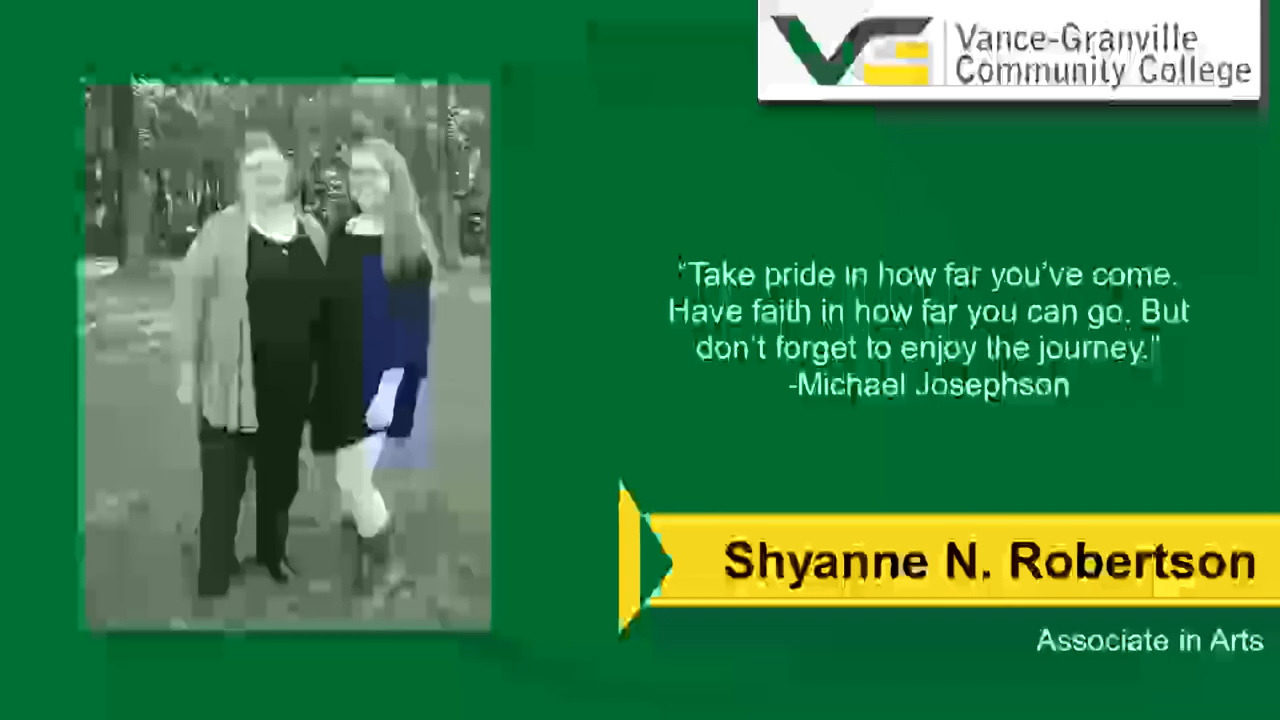 Vance-Granville
Community College
"Take pride in how far you've come.
Have faith in how far you can go. But
don't forget to enjoy the journey."
-Michael Josephson
Shyanne N. Robertson
Associate in Arts